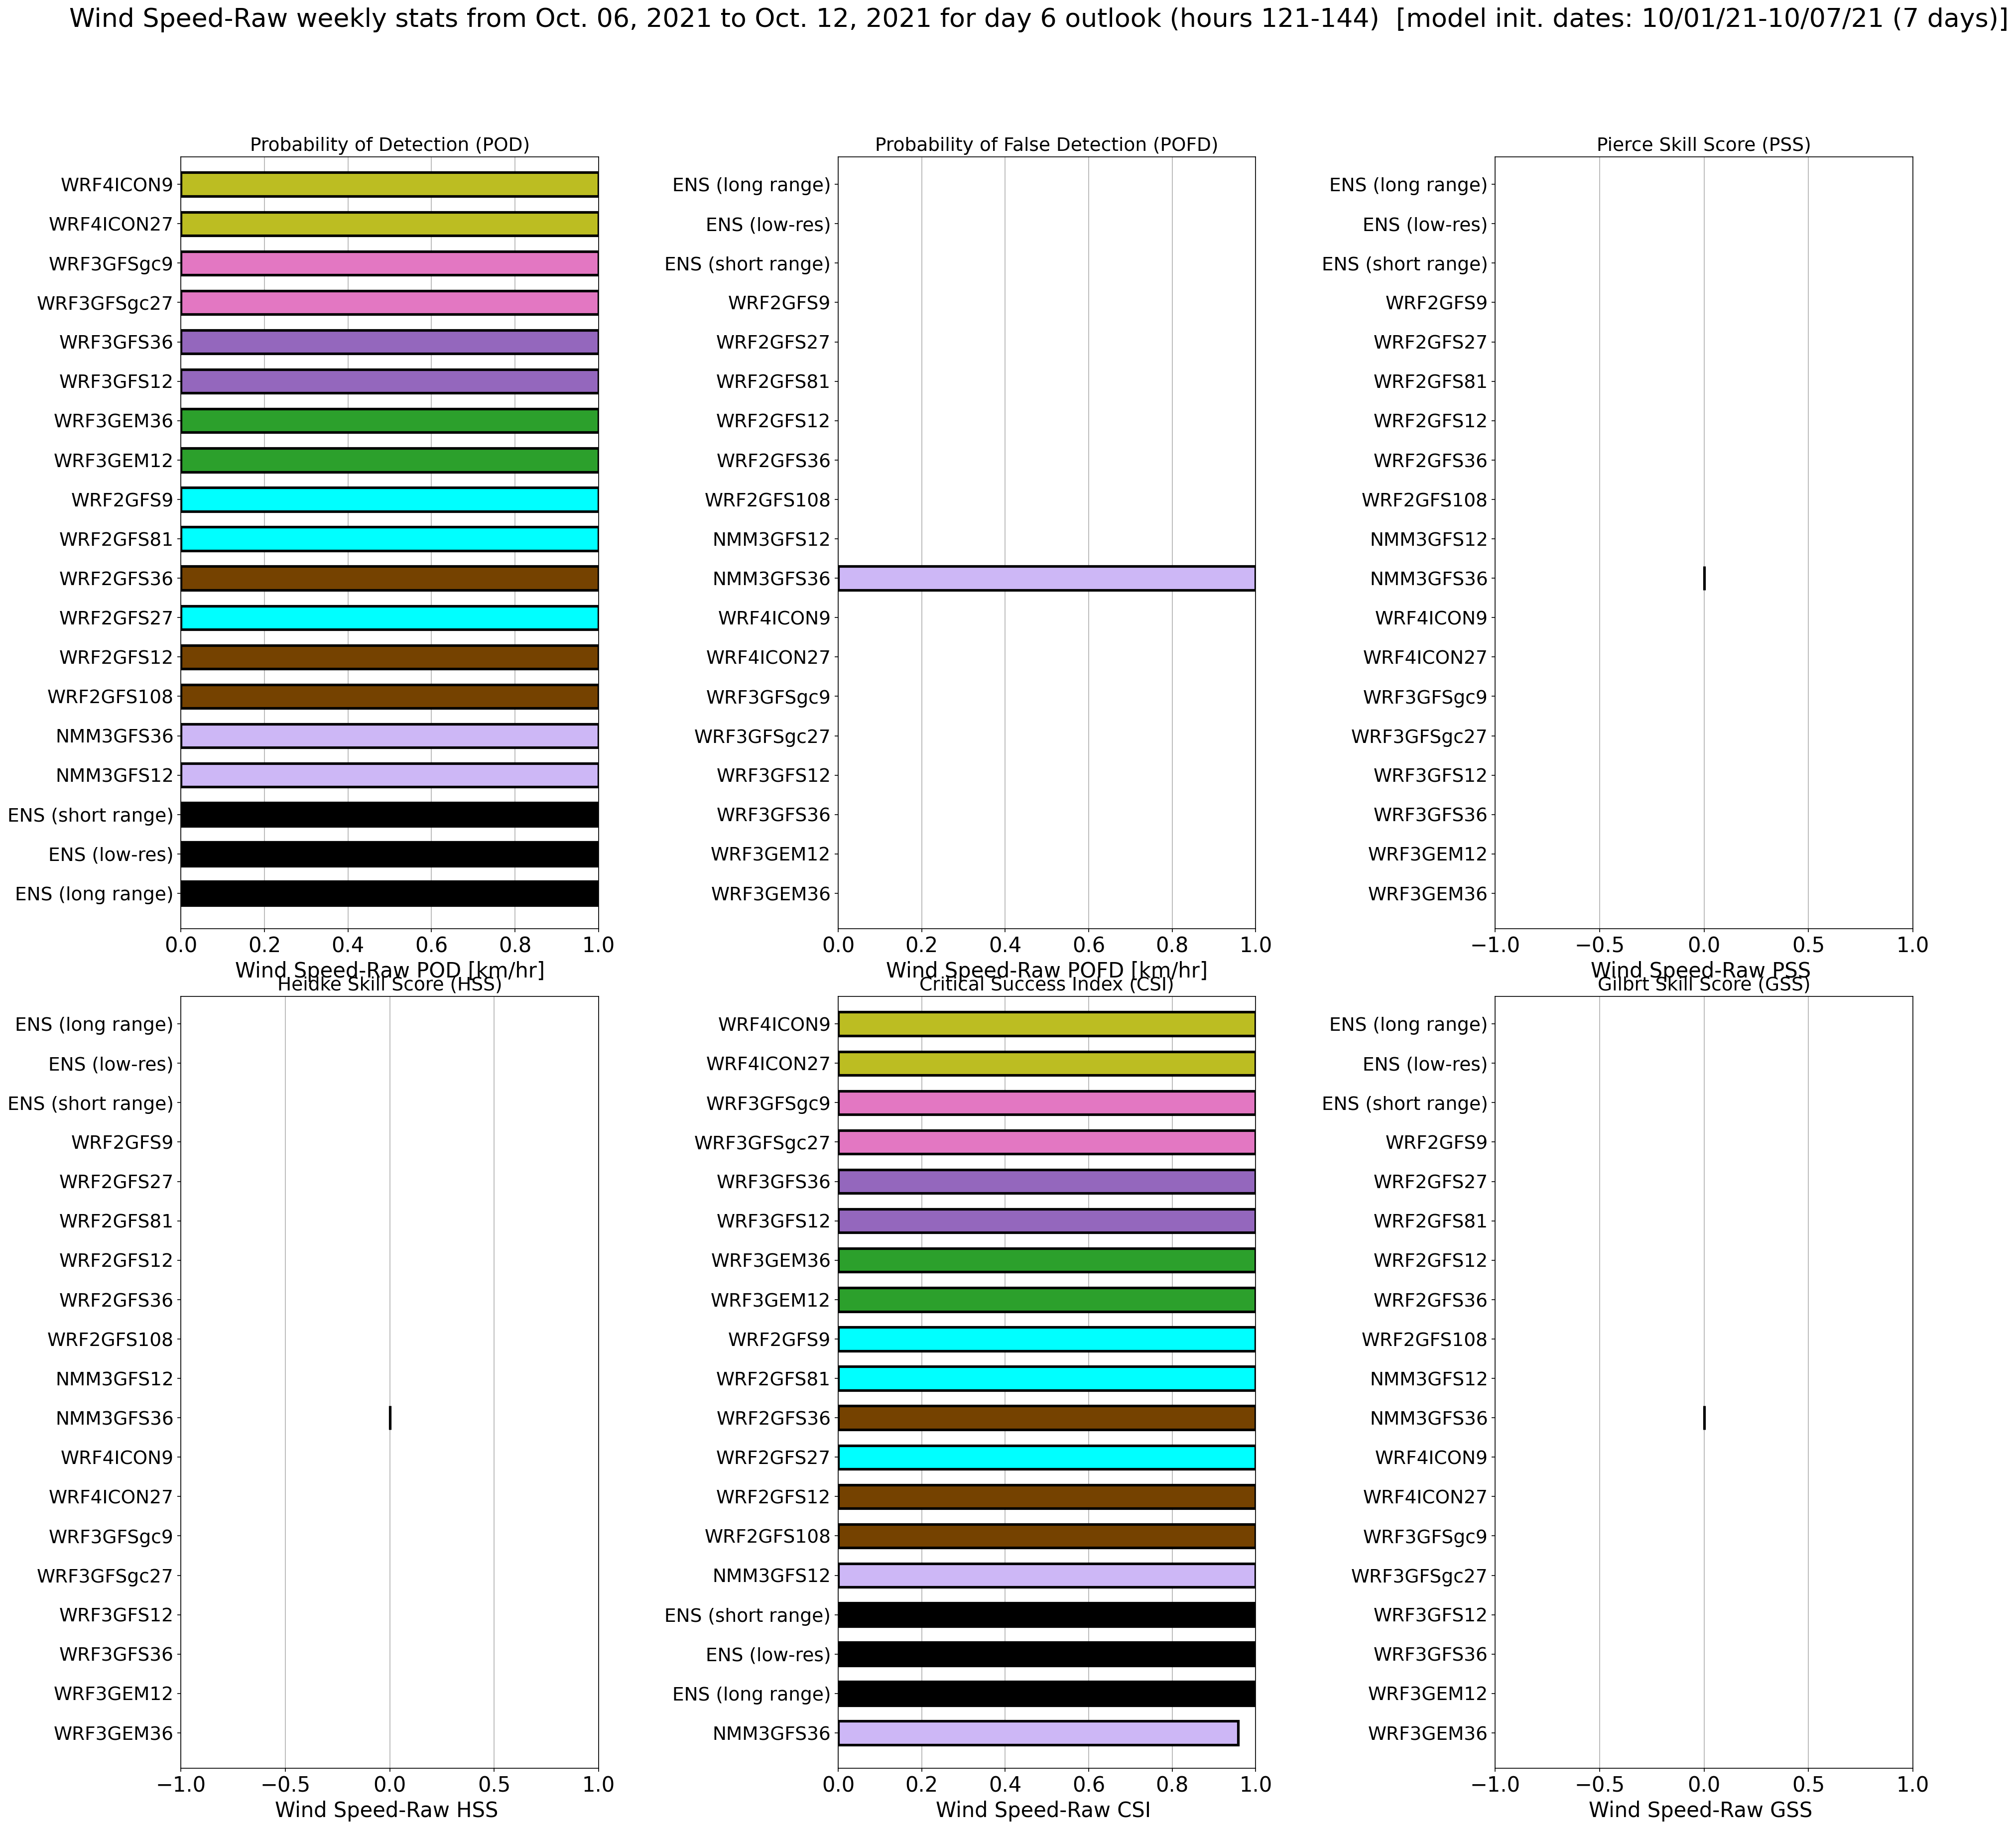 Wind Speed-Raw weekly stats from Oct. 06, 2021 to Oct. 12, 2021 for day 6 outlook (hours 121-144)  [model init. dates: 10/01/21-10/07/21 (7 days)]
Probability of Detection (POD)
WRF4ICON9
WRF4ICON27
WRF3GFSgc9
WRF3GFSgc27
WRF3GFS36
WRF3GFS12
WRF3GEM36
WRF3GEM12
WRF2GFS9
WRF2GFS81
WRF2GFS36
WRF2GFS27
WRF2GFS12
WRF2GFS108
NMM3GFS36
NMM3GFS12
ENS (short range)
ENS (low-res)
ENS (long range)
0.0 0.2 0.4 0.6 0.8 1.0
Wind Speed-Raw POD [km/hr]
Probability of False Detection (POFD)
ENS (long range)
ENS (low-res)
ENS (short range)
WRF2GFS9
WRF2GFS27
WRF2GFS81
WRF2GFS12
WRF2GFS36
WRF2GFS108
NMM3GFS12
NMM3GFS36
WRF4ICON9
WRF4ICON27
WRF3GFSgc9
WRF3GFSgc27
WRF3GFS12
WRF3GFS36
WRF3GEM12
WRF3GEM36
0.0 0.2 0.4 0.6 0.8 1.0
Wind Speed-Raw POFD [km/hr]
Pierce Skill Score (PSS)
ENS (long range)
ENS (low-res)
ENS (short range)
WRF2GFS9
WRF2GFS27
WRF2GFS81
WRF2GFS12
WRF2GFS36
WRF2GFS108
NMM3GFS12
NMM3GFS36
WRF4ICON9
WRF4ICON27
WRF3GFSgc9
WRF3GFSgc27
WRF3GFS12
WRF3GFS36
WRF3GEM12
WRF3GEM36
−1.0 −0.5 0.0 0.5 1.0
Wind Speed-Raw PSS
Heidke Skill Score (HSS)
ENS (long range)
ENS (low-res)
ENS (short range)
WRF2GFS9
WRF2GFS27
WRF2GFS81
WRF2GFS12
WRF2GFS36
WRF2GFS108
NMM3GFS12
NMM3GFS36
WRF4ICON9
WRF4ICON27
WRF3GFSgc9
WRF3GFSgc27
WRF3GFS12
WRF3GFS36
WRF3GEM12
WRF3GEM36
−1.0 −0.5 0.0 0.5 1.0
Wind Speed-Raw HSS
Critical Success Index (CSI)
WRF4ICON9
WRF4ICON27
WRF3GFSgc9
WRF3GFSgc27
WRF3GFS36
WRF3GFS12
WRF3GEM36
WRF3GEM12
WRF2GFS9
WRF2GFS81
WRF2GFS36
WRF2GFS27
WRF2GFS12
WRF2GFS108
NMM3GFS12
ENS (short range)
ENS (low-res)
ENS (long range)
NMM3GFS36
0.0 0.2 0.4 0.6 0.8 1.0
Wind Speed-Raw CSI
Gilbrt Skill Score (GSS)
ENS (long range)
ENS (low-res)
ENS (short range)
WRF2GFS9
WRF2GFS27
WRF2GFS81
WRF2GFS12
WRF2GFS36
WRF2GFS108
NMM3GFS12
NMM3GFS36
WRF4ICON9
WRF4ICON27
WRF3GFSgc9
WRF3GFSgc27
WRF3GFS12
WRF3GFS36
WRF3GEM12
WRF3GEM36
−1.0 −0.5 0.0 0.5 1.0
Wind Speed-Raw GSS